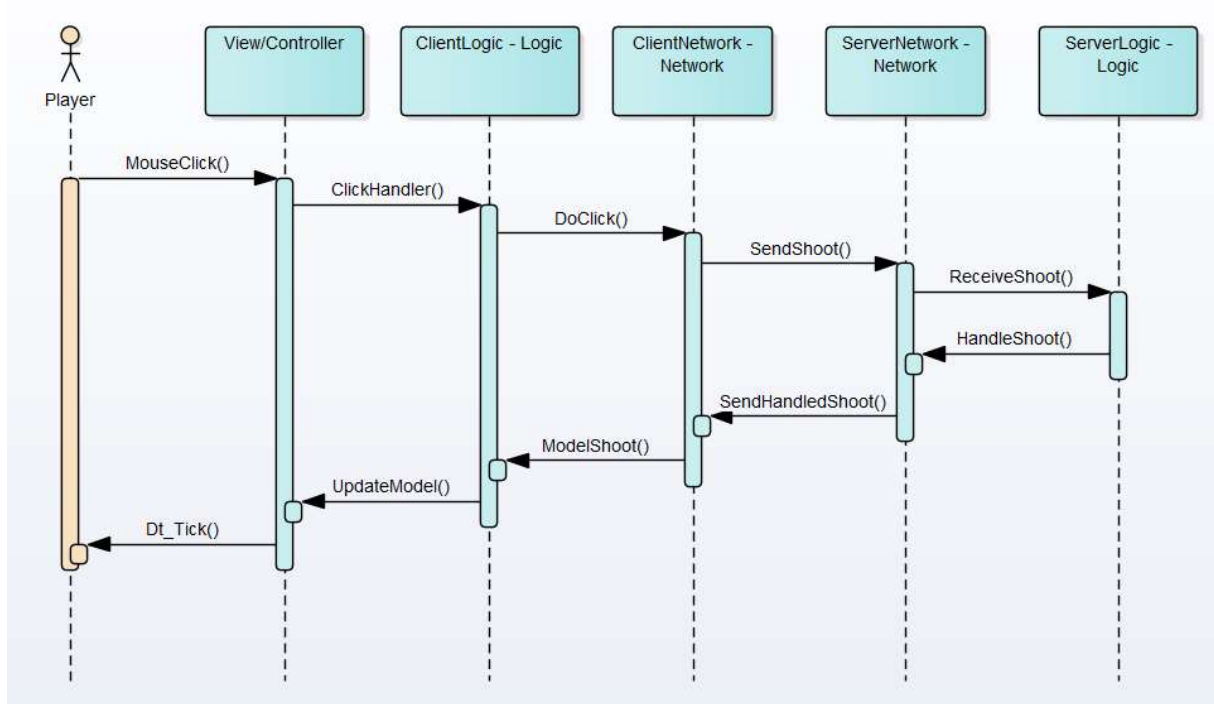 Player
View/Controller
ClientLogic - Logic
ClientNetwork -
Network
ServerNetwork -
Network
ServerLogic -
Logic
MouseClick()
ClickHandler()
DoClick()
SendShoot()
ReceiveShoot()
HandleShoot()
SendHandledShoot()
ModelShoot()
UpdateModel()
Dt_Tick()